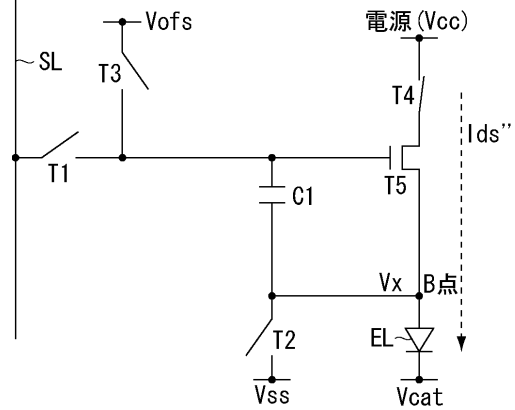 Vofs
電源(Vcc)
SL
T3
T4
Ids"
T1
C1
T5
Vx
B点
T2
EL
Vss
Vcat